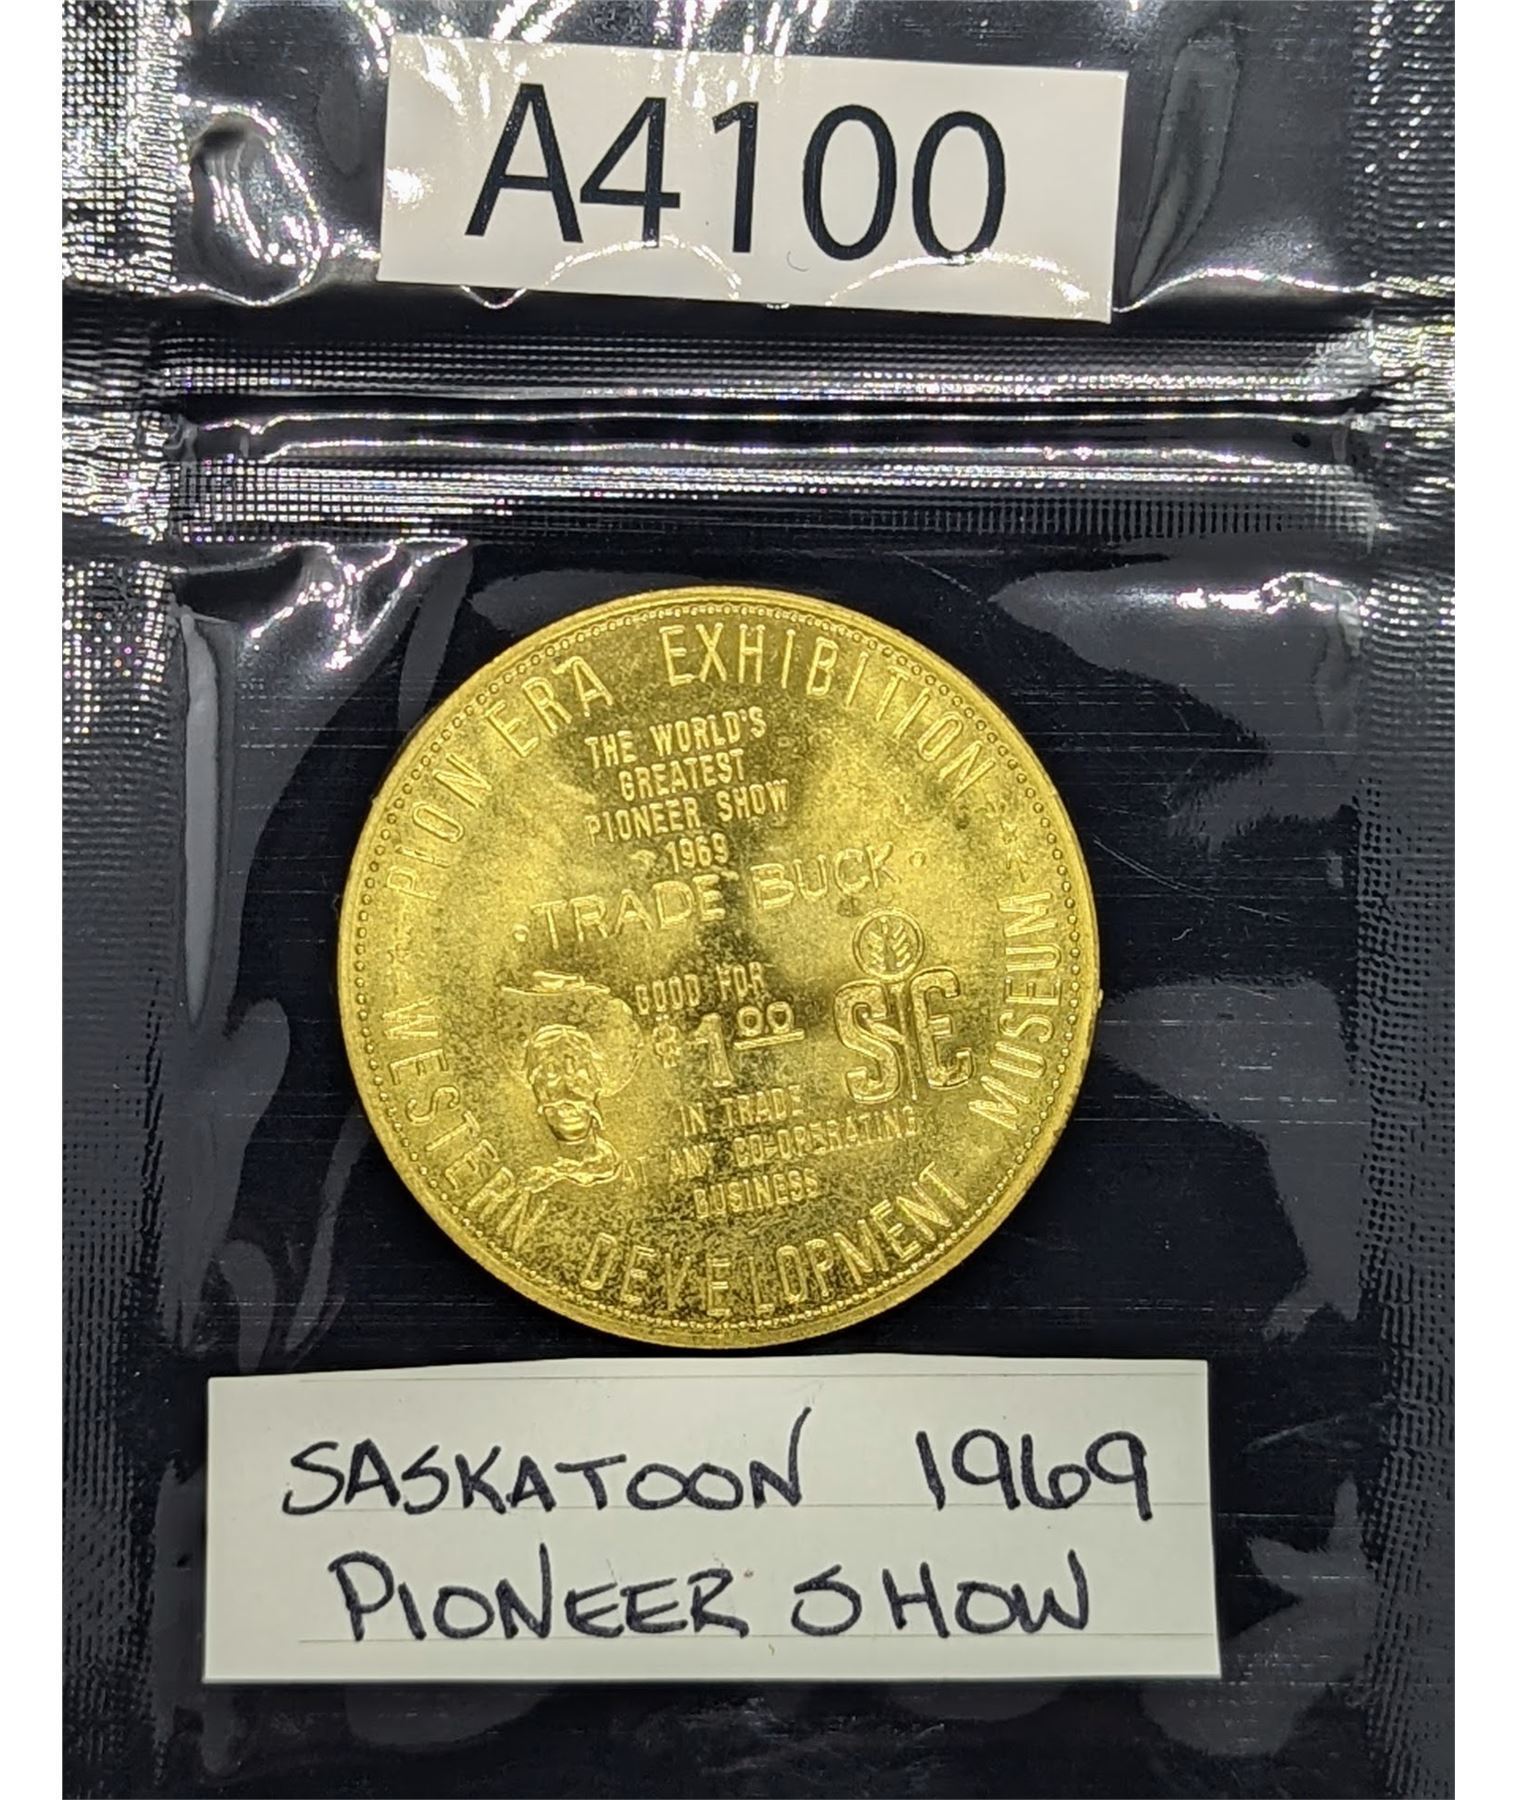 A4100
PION ERA EXHIBITION
THE WORLD'S
GREATEST
PIONEER SHOW
1969
· TRADE BUCK ·
GOOD FOR
$1.00
SE
IN TRADE
AT ANY CO-OPERATING
BUSINESS
WESTERN DEVELOPMENT MUSEUM
SASKATOON 1969
PIONEER SHOW